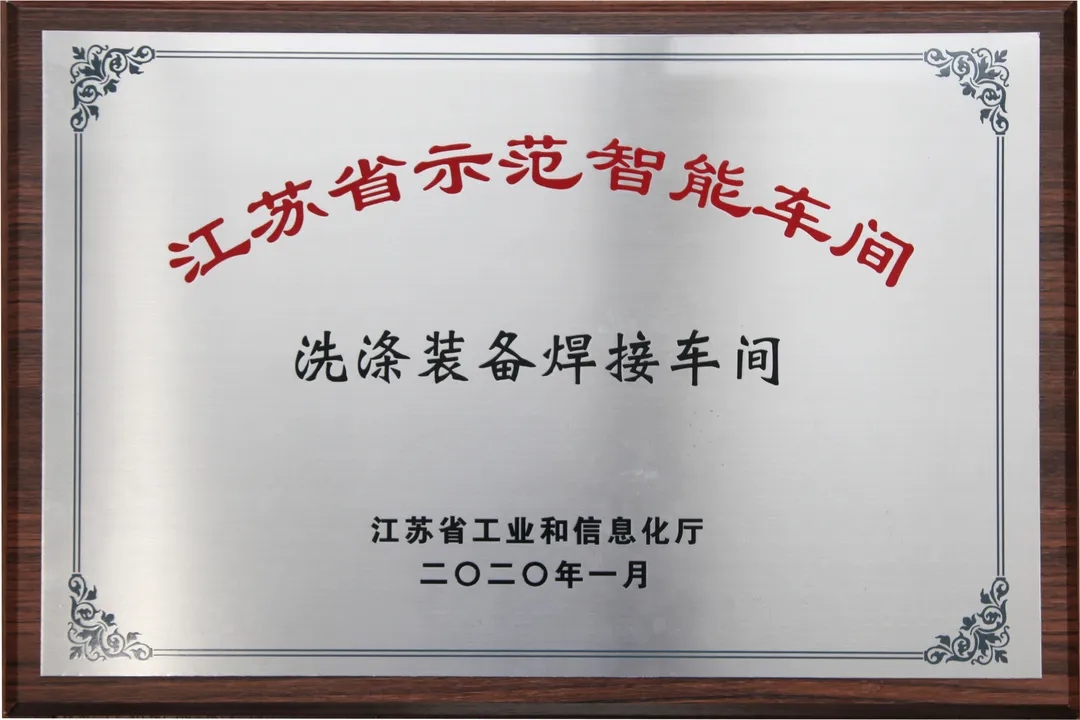 江苏省示范智能车间
洗涤装备焊接车间
江苏省工业和信息化厅
二〇二〇年一月